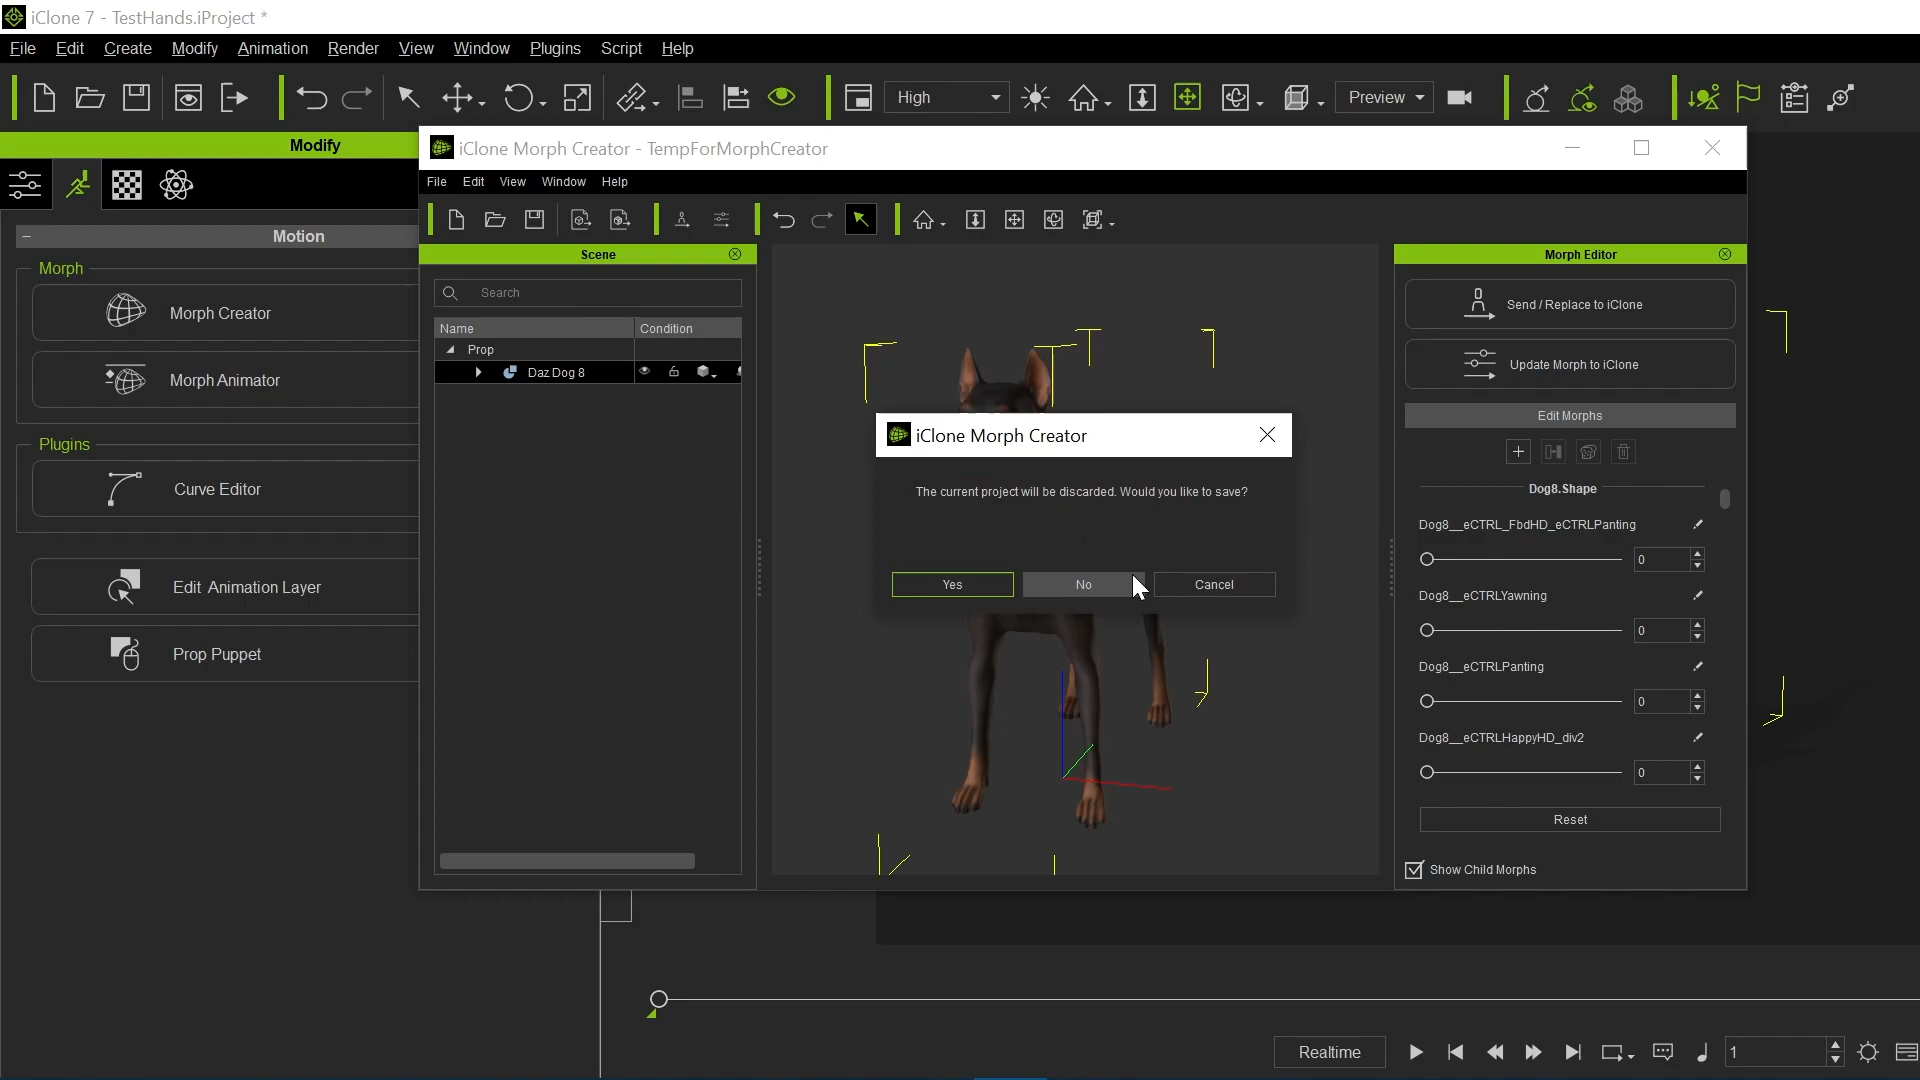 iClone 7 - TestHands.iProject *
File Edit Create Modify Animation Render View Window Plugins Script Help
High
Preview
Modify
Motion
Morph
Morph Creator
Morph Animator
Plugins
Curve Editor
Edit Animation Layer
Prop Puppet
iClone Morph Creator - TempForMorphCreator
File Edit View Window Help
Scene
Search
Name Condition
Prop
Daz Dog 8
iClone Morph Creator
The current project will be discarded. Would you like to save?
Yes No Cancel
Morph Editor
Send / Replace to iClone
Update Morph to iClone
Edit Morphs
Dog8.Shape
Dog8__eCTRL_FbdHD_eCTRLPanting
0
Dog8__eCTRLYawning
0
Dog8__eCTRLPanting
0
Dog8__eCTRLHappyHD_div2
0
Reset
Show Child Morphs
Realtime
1